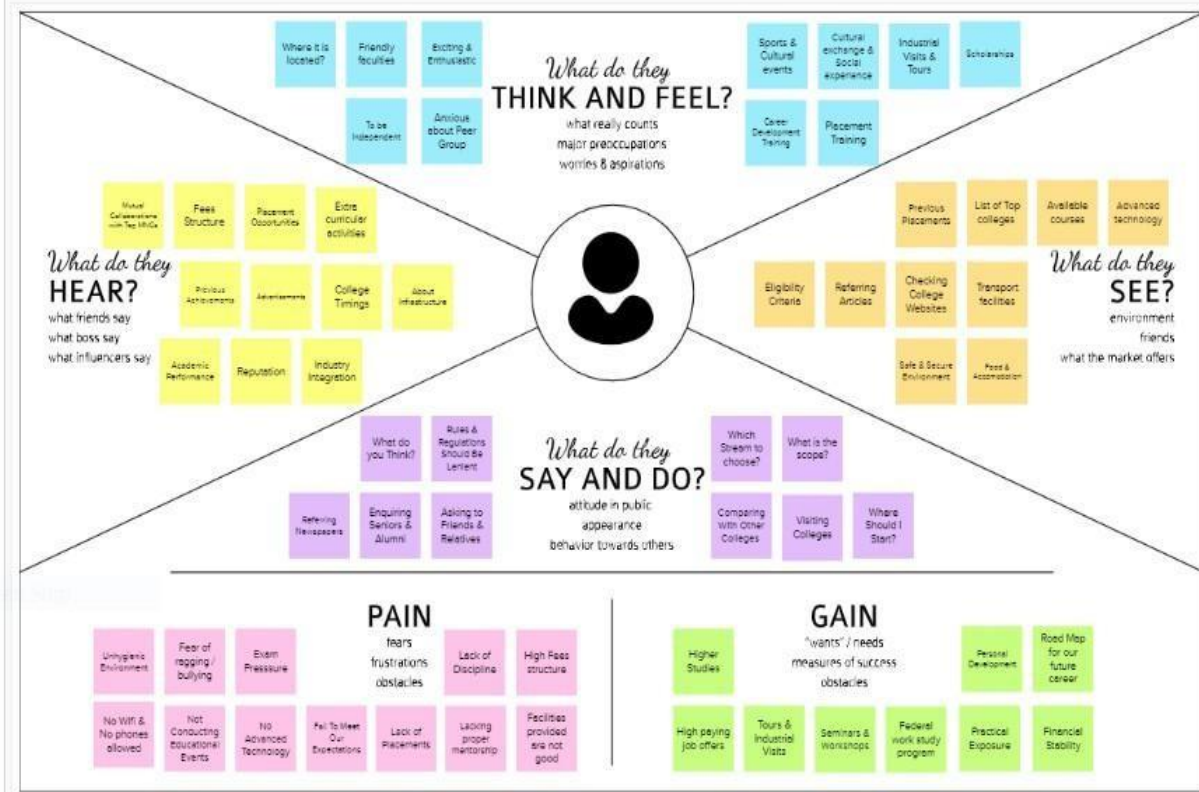 Where it is
located?
Friendly
faculties
Exciting &
Enthusiastic
To be
Independent
Anxious
about Peer
Group
What do they
THINK AND FEEL?
what really counts
major preoccupations
worries & aspirations
Sports &
Cultural
events
Cultural
exchange &
Social
experience
Industrial
Visits &
Tours
Scholarships
Career
Development
Training
Placement
Training
Mutual
Collaborations
with Top MNCs
Fees
Structure
Placement
Opportunities
Extra
curricular
activities
What do they
HEAR?
what friends say
what boss say
what influencers say
Previous
Achievements
Advertisements
College
Timings
About
Infrastructure
Academic
Performance
Reputation
Industry
Integration
Previous
Placements
List of Top
colleges
Available
courses
Advanced
technology
Eligibility
Criteria
Referring
Articles
Checking
College
Websites
Transport
facilities
What do they
SEE?
environment
friends
what the market offers
Safe & Secure
Environment
Food &
Accomodation
What do
you Think?
Rules &
Regulations
Should Be
Lenient
Referring
Newspapers
Enquiring
Seniors &
Alumni
Asking to
Friends &
Relatives
What do they
SAY AND DO?
attitude in public
appearance
behavior towards others
Which
Stream to
choose?
What is the
scope?
Comparing
With Other
Colleges
Visiting
Colleges
Where
Should I
Start?
PAIN
fears
frustrations
obstacles
Unhygienic
Environment
Fear of
ragging /
bullying
Exam
Presssure
Lack of
Discipline
High Fees
structure
No Wifi &
No phones
allowed
Not
Conducting
Educational
Events
No
Advanced
Technology
Fail To Meet
Our
Expectations
Lack of
Placements
Lacking
proper
mentorship
Facilities
provided
are not
good
GAIN
"wants" / needs
measures of success
obstacles
Higher
Studies
Personal
Development
Road Map
for our
future
career
High paying
job offers
Tours &
Industrial
Visits
Seminars &
Workshops
Federal
work study
program
Practical
Exposure
Financial
Stability